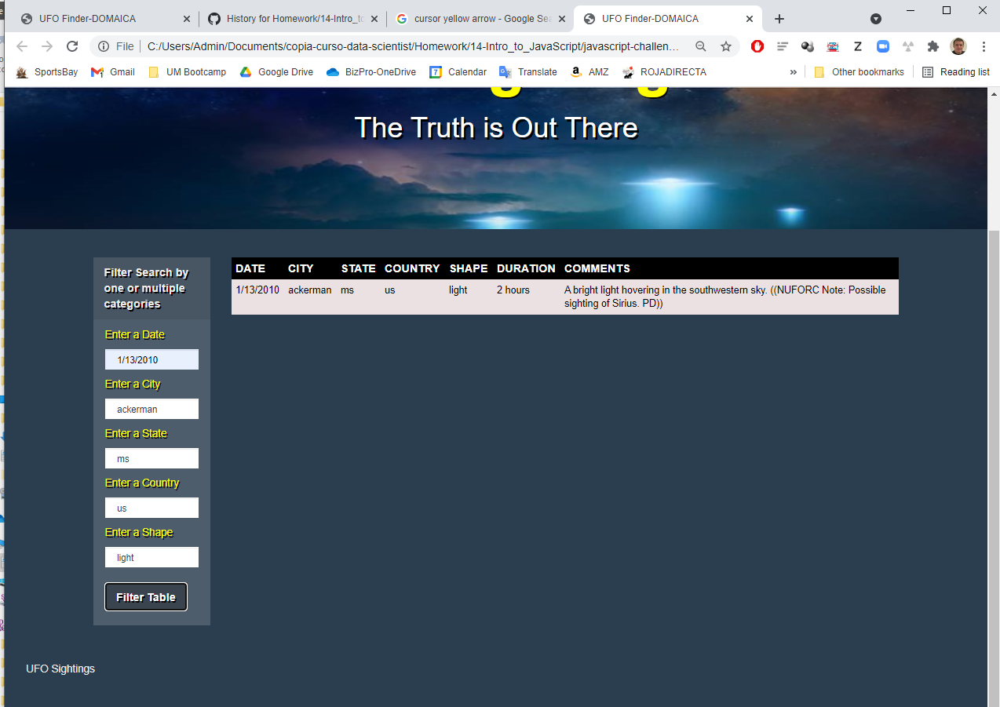 UFO Finder-DOMAICA
History for Homework/14-Intro_to
cursor yellow arrow - Google Sea
UFO Finder-DOMAICA
File
C:/Users/Admin/Documents/copia-curso-data-scientist/Homework/14-Intro_to_JavaScript/javascript-challen…
SportsBay
Gmail
UM Bootcamp
Google Drive
BizPro-OneDrive
Calendar
Translate
AMZ
ROJADIRECTA
»
Other bookmarks
Reading list
The Truth is Out There
Filter Search by
one or multiple
categories
Enter a Date
1/13/2010
Enter a City
ackerman
Enter a State
ms
Enter a Country
us
Enter a Shape
light
Filter Table
DATE CITY STATE COUNTRY SHAPE DURATION COMMENTS
1/13/2010 ackerman ms us light 2 hours A bright light hovering in the southwestern sky. ((NUFORC Note: Possible
sighting of Sirius. PD))
UFO Sightings